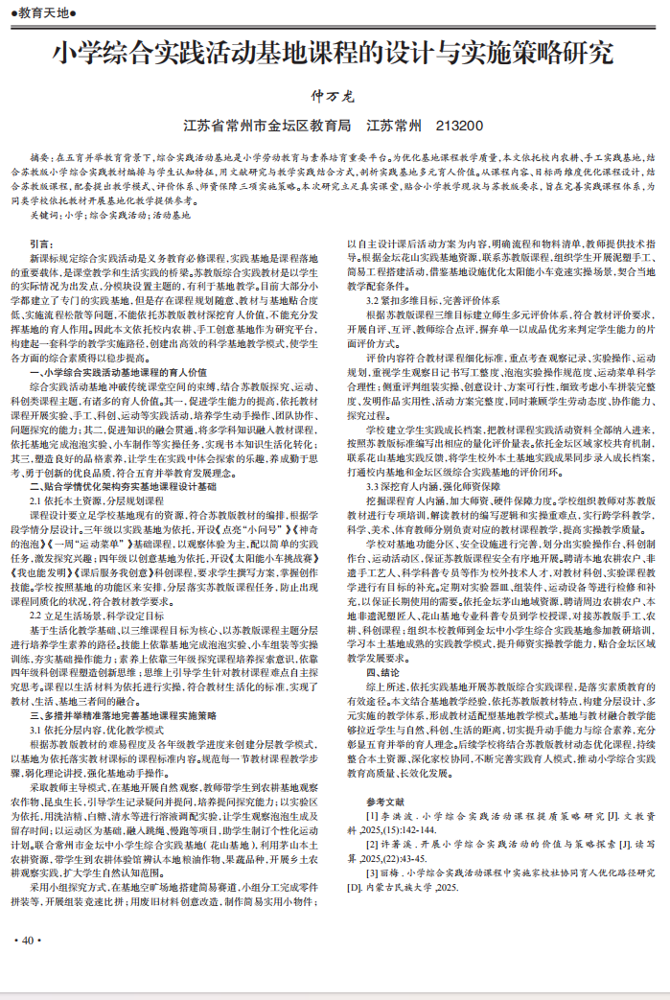 ●教育天地●
小学综合实践活动基地课程的设计与实施策略研究
仲万龙
江苏省常州市金坛区教育局　江苏常州　213200
摘要:在五育并举教育背景下,综合实践活动基地是小学劳动教育与素养培育重要平台。为优化基地课程教学质量,本文依托校内农耕、手工实践基地,结
合苏教版小学综合实践教材编排与学生认知特征,用文献研究与教学实践结合方式,剖析实践基地多元育人价值。从课程内容、目标两维度优化课程设计,结
合苏教版课程,配套提出教学模式、评价体系、师资保障三项实施策略。本次研究立足真实课堂,贴合小学教学现状与苏教版要求,旨在完善实践课程体系,为
同类学校依托教材开展基地化教学提供参考。
关键词:小学;综合实践活动;活动基地
引言:
新课标规定综合实践活动是义务教育必修课程,实践基地是课程落地
的重要载体,是课堂教学和生活实践的桥梁。苏教版综合实践教材是以学生
的实际情况为出发点,分模块设置主题的,有利于基地教学。目前大部分小
学都建立了专门的实践基地,但是存在课程规划随意、教材与基地贴合度
低、实施流程松散等问题,不能依托苏教版教材深挖育人价值,不能充分发
挥基地的育人作用。因此本文依托校内农耕、手工创意基地作为研究平台,
构建起一套科学的教学实施路径,创建出高效的科学基地教学模式,使学生
各方面的综合素质得以稳步提高。
一、小学综合实践活动基地课程的育人价值
综合实践活动基地冲破传统课堂空间的束缚,结合苏教版探究、运动、
科创类课程主题,有诸多的育人价值。其一,促进学生能力的提高,依托教材
课程开展实验、手工、科创、运动等实践活动,培养学生动手操作、团队协作、
问题探究的能力;其二,促进知识的融会贯通,将多学科知识融入教材课程,
依托基地完成泡泡实验、小车制作等实操任务,实现书本知识生活化转化;
其三,塑造良好的品格素养,让学生在实践中体会探索的乐趣,养成勤于思
考、勇于创新的优良品质,符合五育并举教育发展理念。
二、贴合学情优化架构夯实基地课程设计基础
2.1 依托本土资源,分层规划课程
课程设计要立足学校基地现有的资源,符合苏教版教材的编排,根据学
段学情分层设计。三年级以实践基地为依托,开设《点亮“小问号”》《神奇
的泡泡》《一周“运动菜单”》基础课程,以观察体验为主,配以简单的实践
任务,激发探究兴趣;四年级以创意基地为依托,开设《太阳能小车挑战赛》
《我也能发明》《课后服务我创意》科创课程,要求学生撰写方案,掌握创作
技能。学校按照基地的功能区来安排,分层落实苏教版课程任务,防止出现
课程同质化的状况,符合教材教学要求。
2.2 立足生活场景,科学设定目标
基于生活化教学基础、以三维课程目标为核心、以苏教版课程主题分层
进行培养学生素养的路径。技能上依靠基地完成泡泡实验、小车组装等实操
训练,夯实基础操作能力;素养上依靠三年级探究课程培养探索意识,依靠
四年级科创课程塑造创新思维;思维上引导学生针对教材课程难点自主探
究思考。课程以生活材料为依托进行实操,符合教材生活化的标准,实现了
教材、生活、基地三者间的融合。
三、多措并举精准落地完善基地课程实施策略
3.1 依托分层内容,优化教学模式
根据苏教版教材的难易程度及各年级教学进度来创建分层教学模式,
以基地为依托落实教材课标的课程标准内容。规范每一节教材课程教学步
骤,弱化理论讲授,强化基地动手操作。
采取教师主导模式,在基地开展自然观察,教师带学生到农耕基地观察
农作物、昆虫生长,引导学生记录疑问并提问,培养提问探究能力;以实验区
为依托,用洗洁精、白糖、清水等进行溶液调配实验,让学生观察泡泡生成及
留存时间;以运动区为基础,融入跳绳、慢跑等项目,助学生制订个性化运动
计划。联合常州市金坛中小学生综合实践基地(花山基地),利用茅山本土
农耕资源,带学生到农耕体验馆辨认本地粮油作物、果蔬品种,开展乡土农
耕观察实践,扩大学生自然认知范围。
采用小组探究方式,在基地空旷场地搭建简易赛道,小组分工完成零件
拼装等,开展组装竞速比拼;用废旧材料创意改造,制作简易实用小物件;
以自主设计课后活动方案为内容,明确流程和物料清单,教师提供技术指
导。根据金坛花山实践基地资源,联系苏教版课程,组织学生开展泥塑手工、
简易工程搭建活动,借鉴基地设施优化太阳能小车竞速实操场景,契合当地
教学配套条件。
3.2 紧扣多维目标,完善评价体系
根据苏教版课程三维目标建立师生多元评价体系,符合教材评价要求,
开展自评、互评、教师综合点评,摒弃单一以成品优劣来判定学生能力的片
面评价方式。
评价内容符合教材课程细化标准,重点考查观察记录、实验操作、运动
规划,重视学生观察日记书写工整度、泡泡实验操作规范度、运动菜单科学
合理性;侧重评判组装实操、创意设计、方案可行性,细致考虑小车拼装完整
度、发明作品实用性、活动方案完整度,同时兼顾学生劳动态度、协作能力、
探究过程。
学校建立学生实践成长档案,把教材课程实践活动资料全部纳入进来,
按照苏教版标准编写出相应的量化评价量表。依托金坛区域家校共育机制,
联系花山基地实践反馈,将学生校外本土基地实践成果同步录入成长档案,
打通校内基地和金坛区级综合实践基地的评价闭环。
3.3 深挖育人内涵,强化师资保障
挖掘课程育人内涵,加大师资、硬件保障力度。学校组织教师对苏教版
教材进行专项培训,解读教材的编写逻辑和实操重难点,实行跨学科教学,
科学、美术、体育教师分别负责对应的教材课程教学,提高实操教学质量。
学校对基地功能分区、安全设施进行完善,划分出实验操作台、科创制
作台、运动活动区,保证苏教版课程安全有序地开展。聘请本地农耕农户、非
遗手工艺人、科学科普专员等作为校外技术人才,对教材科创、实验课程教
学进行有目标的补充。定期对实验器皿、组装件、运动设备等进行检修和补
充,以保证长期使用的需要。依托金坛茅山地域资源,聘请周边农耕农户、本
地非遗泥塑匠人、花山基地专业科普专员到学校授课,对接苏教版手工、农
耕、科创课程;组织本校教师到金坛中小学生综合实践基地参加教研培训,
学习本土基地成熟的实践教学模式,提升师资实操教学能力,贴合金坛区域
教学发展要求。
四、结论
综上所述,依托实践基地开展苏教版综合实践课程,是落实素质教育的
有效途径。本文结合基地教学经验,依托苏教版教材特点,构建分层设计、多
元实施的教学体系,形成教材适配型基地教学模式。基地与教材融合教学能
够拉近学生与自然、科创、生活的距离,切实提升动手能力与综合素养,充分
彰显五育并举的育人理念。后续学校将结合苏教版教材动态优化课程,持续
整合本土资源、深化家校协同,不断完善实践育人模式,推动小学综合实践
教育高质量、长效化发展。
参考文献
[1]李洪波.小学综合实践活动课程提质策略研究[J].文教资
料,2025,(15):142-144.
[2]许菁溪.开展小学综合实践活动的价值与策略探索[J].读写
算,2025,(22):43-45.
[3]丽梅.小学综合实践活动课程中实施家校社协同育人优化路径研究
[D].内蒙古民族大学,2025.
·40·